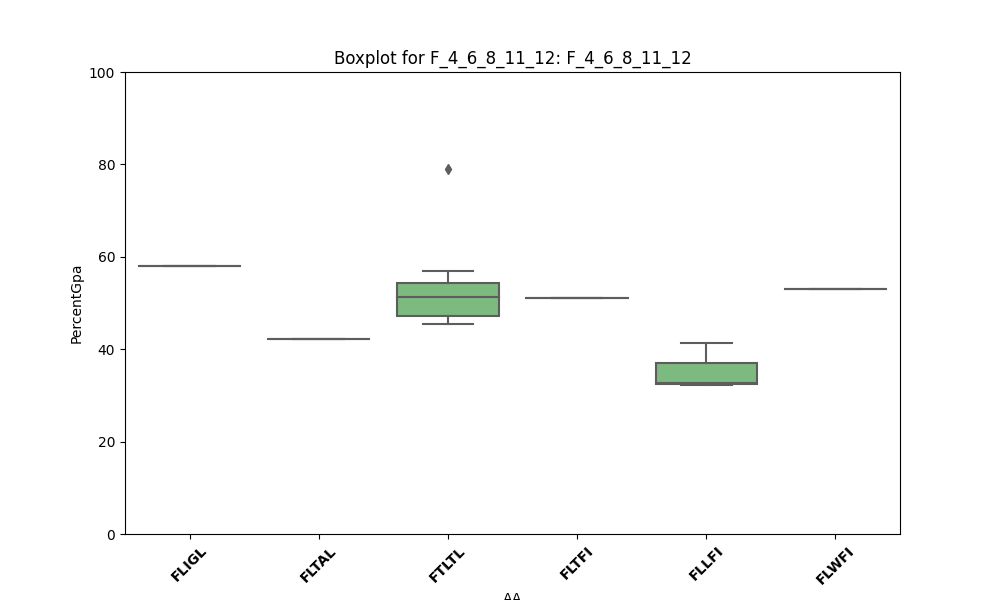 Boxplot for F_4_6_8_11_12: F_4_6_8_11_12
100
80
60
40
20
0
PercentGpa
FLIGL
FLTAL
FTLTL
FLTFI
FLLFI
FLWFI
AA